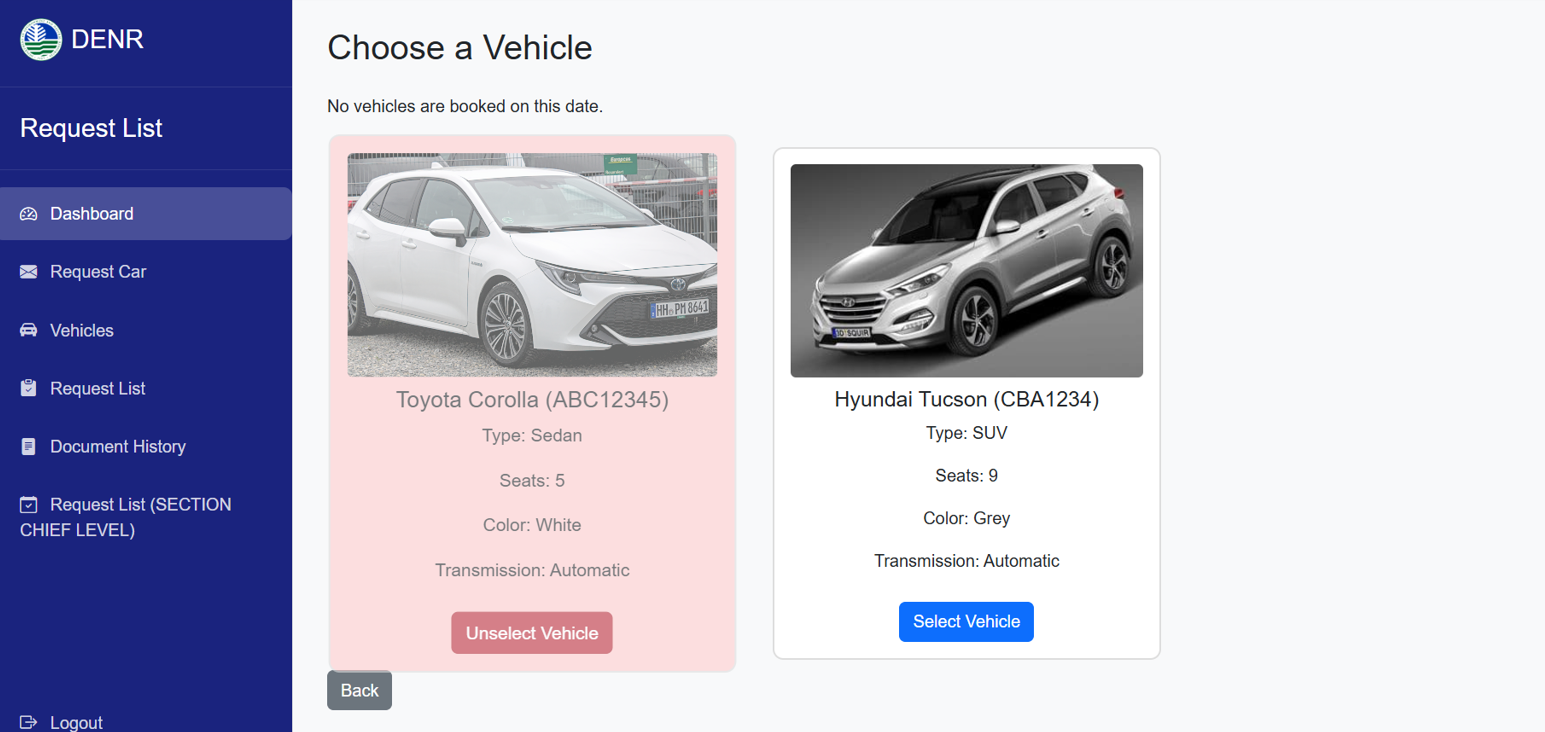 DENR
Request List
Dashboard
Request Car
Vehicles
Request List
Document History
Request List (SECTION
CHIEF LEVEL)
Logout
Choose a Vehicle
No vehicles are booked on this date.
HH PM 8641
Toyota Corolla (ABC12345)
Type: Sedan
Seats: 5
Color: White
Transmission: Automatic
Unselect Vehicle
Hyundai Tucson (CBA1234)
Type: SUV
Seats: 9
Color: Grey
Transmission: Automatic
Select Vehicle
Back